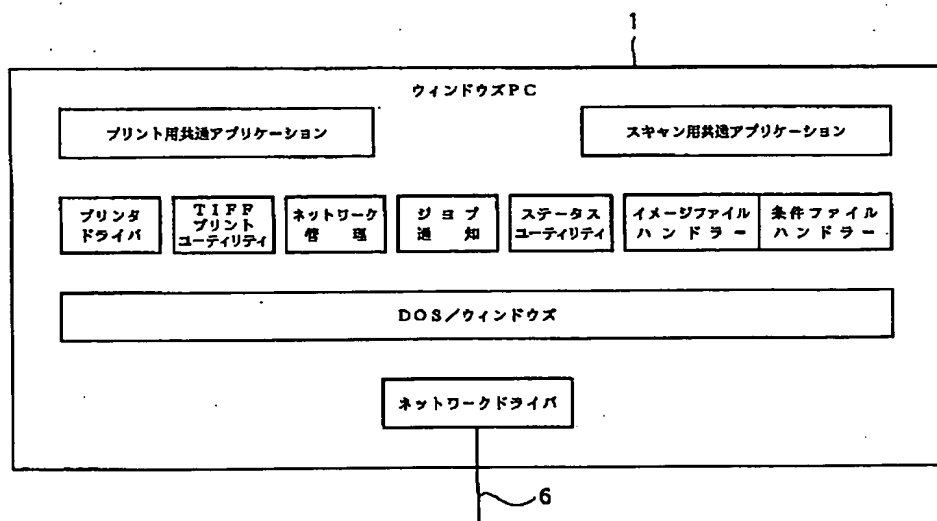 1
ウィンドウズPC
プリント用共通アプリケーション
スキャン用共通アプリケーション
プリンタ
ドライバ
TIFF
プリント
ユーティリティ
ネットワーク
管理
ジョブ
通知
ステータス
ユーティリティ
イメージファイル
ハンドラー
条件ファイル
ハンドラー
DOS/ウィンドウズ
ネットワークドライバ
6